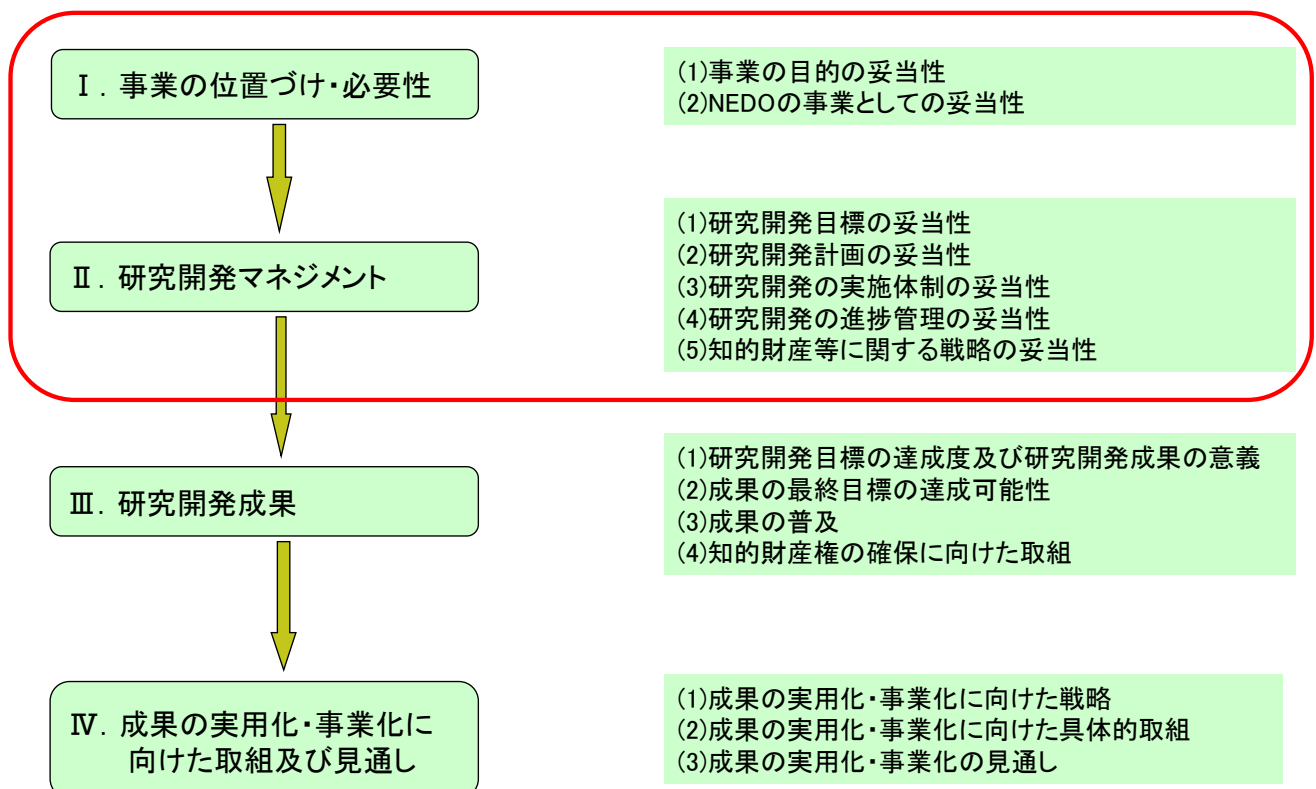 Ⅰ. 事業の位置づけ・必要性
(1)事業の目的の妥当性
(2)NEDOの事業としての妥当性
Ⅱ. 研究開発マネジメント
(1)研究開発目標の妥当性
(2)研究開発計画の妥当性
(3)研究開発の実施体制の妥当性
(4)研究開発の進捗管理の妥当性
(5)知的財産等に関する戦略の妥当性
Ⅲ. 研究開発成果
(1)研究開発目標の達成度及び研究開発成果の意義
(2)成果の最終目標の達成可能性
(3)成果の普及
(4)知的財産権の確保に向けた取組
Ⅳ. 成果の実用化・事業化に
向けた取組及び見通し
(1)成果の実用化・事業化に向けた戦略
(2)成果の実用化・事業化に向けた具体的取組
(3)成果の実用化・事業化の見通し